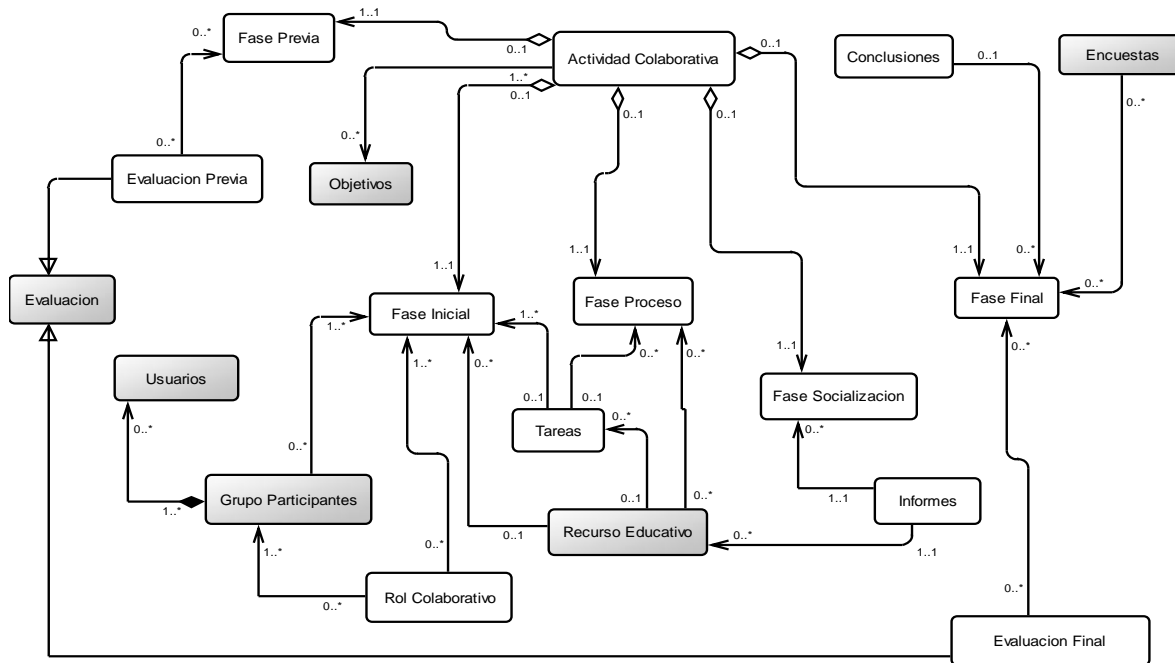 1..1
0..*
Fase Previa
0..1
Actividad Colaborativa
0..1
Conclusiones
0..1
Encuestas
1..*
0..1
0..1
0..1
0..*
0..*
0..*
Evaluacion Previa
Objetivos
1..1
1..1
1..1
0..*
Evaluacion
Fase Inicial
Fase Proceso
Fase Final
0..*
1..*
1..*
1..*
0..*
0..*
0..*
0..*
1..1
Usuarios
Fase Socializacion
0..1
0..1
Tareas
0..*
0..*
0..*
0..*
Grupo Participantes
1..*
0..1
0..*
1..1
Informes
0..1
Recurso Educativo
0..*
1..1
1..*
0..*
0..*
Rol Colaborativo
0..*
Evaluacion Final